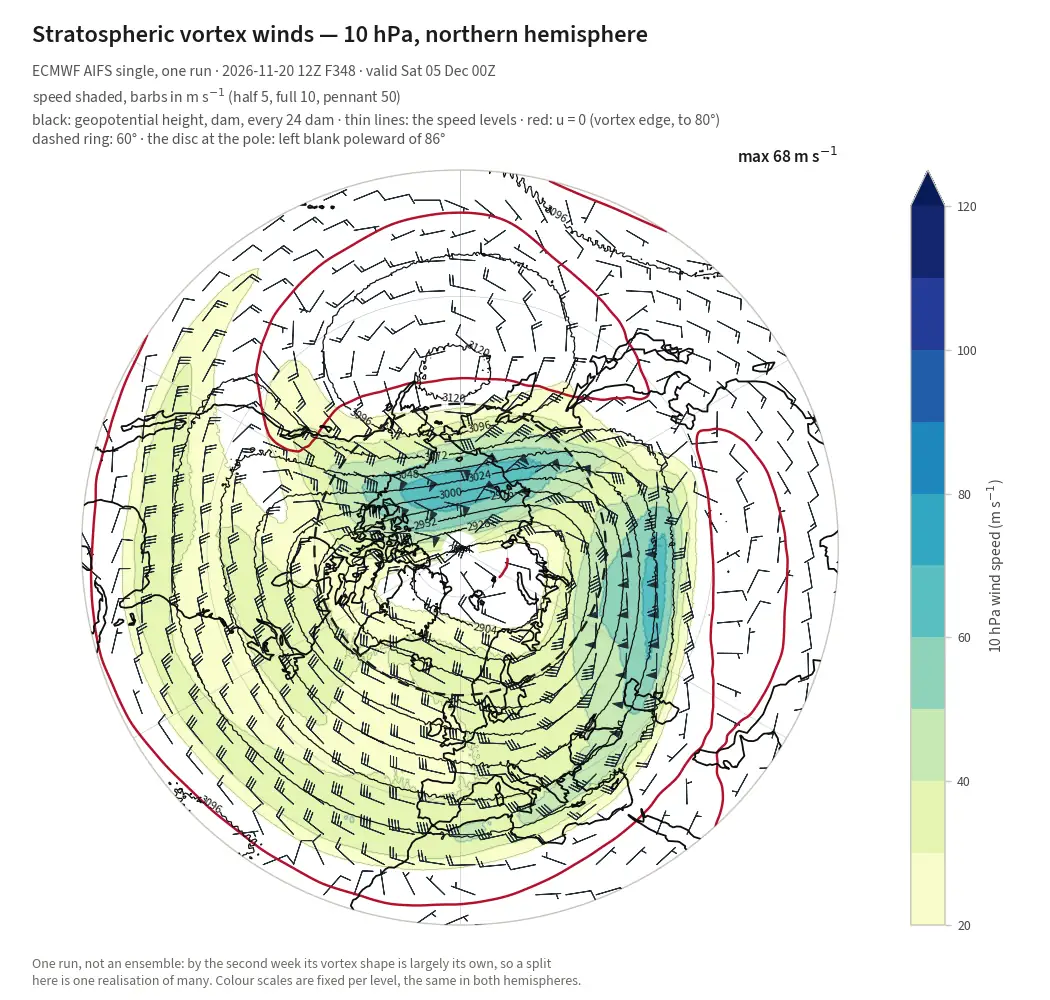 Stratospheric vortex winds — 10 hPa, northern hemisphere
ECMWF AIFS single, one run · 2026-11-20 12Z F348 · valid Sat 05 Dec 00Z
speed shaded, barbs in m s⁻¹ (half 5, full 10, pennant 50)
black: geopotential height, dam, every 24 dam · thin lines: the speed levels · red: u = 0 (vortex edge, to 80°)
dashed ring: 60° · the disc at the pole: left blank poleward of 86°
max 68 m s⁻¹
120
100
80
60
40
20
10 hPa wind speed (m s⁻¹)
3096
3120
3120
3096
3096
3072
3048
3024
3000
2952
2928
2904
3096
One run, not an ensemble: by the second week its vortex shape is largely its own, so a split
here is one realisation of many. Colour scales are fixed per level, the same in both hemispheres.